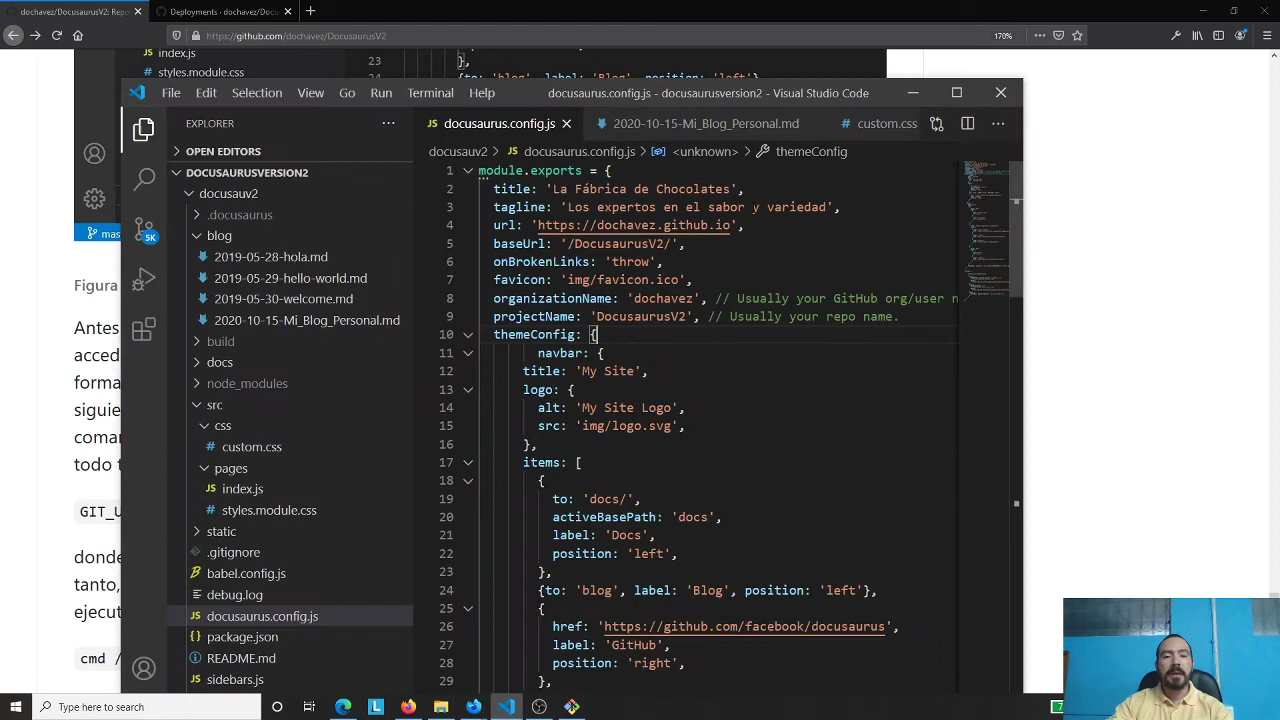 dochavez/DocusaurusV2: Repo
Deployments · dochavez/Docu
https://github.com/dochavez/DocusaurusV2
170%
index.js
styles.module.css
23
},
24
{to: 'blog', label: 'Blog', position: 'left'}
File Edit Selection View Go Run Terminal Help
docusaurus.config.js - docusaurusversion2 - Visual Studio Code
EXPLORER
docusaurus.config.js
2020-10-15-Mi_Blog_Personal.md
custom.css
OPEN EDITORS
docusauv2 > docusaurus.config.js > <unknown> > themeConfig
DOCUSAURUSVERSION2
docusauv2
.docusaurus
blog
2019-05-28-hola.md
2019-05-29-hello-world.md
2019-05-30-welcome.md
2020-10-15-Mi_Blog_Personal.md
build
docs
node_modules
src
css
custom.css
pages
index.js
styles.module.css
static
.gitignore
babel.config.js
debug.log
docusaurus.config.js
package.json
README.md
sidebars.js
5K
mas
Figura
Antes
acced
forma
siguie
coma
todo t
GIT_U
donde
tanto,
ejecut
cmd /
1 module.exports = {
2 title: 'La Fábrica de Chocolates',
3 tagline: 'Los expertos en el sabor y variedad',
4 url: 'https://dochavez.github.io',
5 baseUrl: '/DocusaurusV2/',
6 onBrokenLinks: 'throw',
7 favicon: 'img/favicon.ico',
8 organizationName: 'dochavez', // Usually your GitHub org/user n
9 projectName: 'DocusaurusV2', // Usually your repo name.
10 themeConfig: {
11 navbar: {
12 title: 'My Site',
13 logo: {
14 alt: 'My Site Logo',
15 src: 'img/logo.svg',
16 },
17 items: [
18 {
19 to: 'docs/',
20 activeBasePath: 'docs',
21 label: 'Docs',
22 position: 'left',
23 },
24 {to: 'blog', label: 'Blog', position: 'left'},
25 {
26 href: 'https://github.com/facebook/docusaurus',
27 label: 'GitHub',
28 position: 'right',
29 },
Type here to search